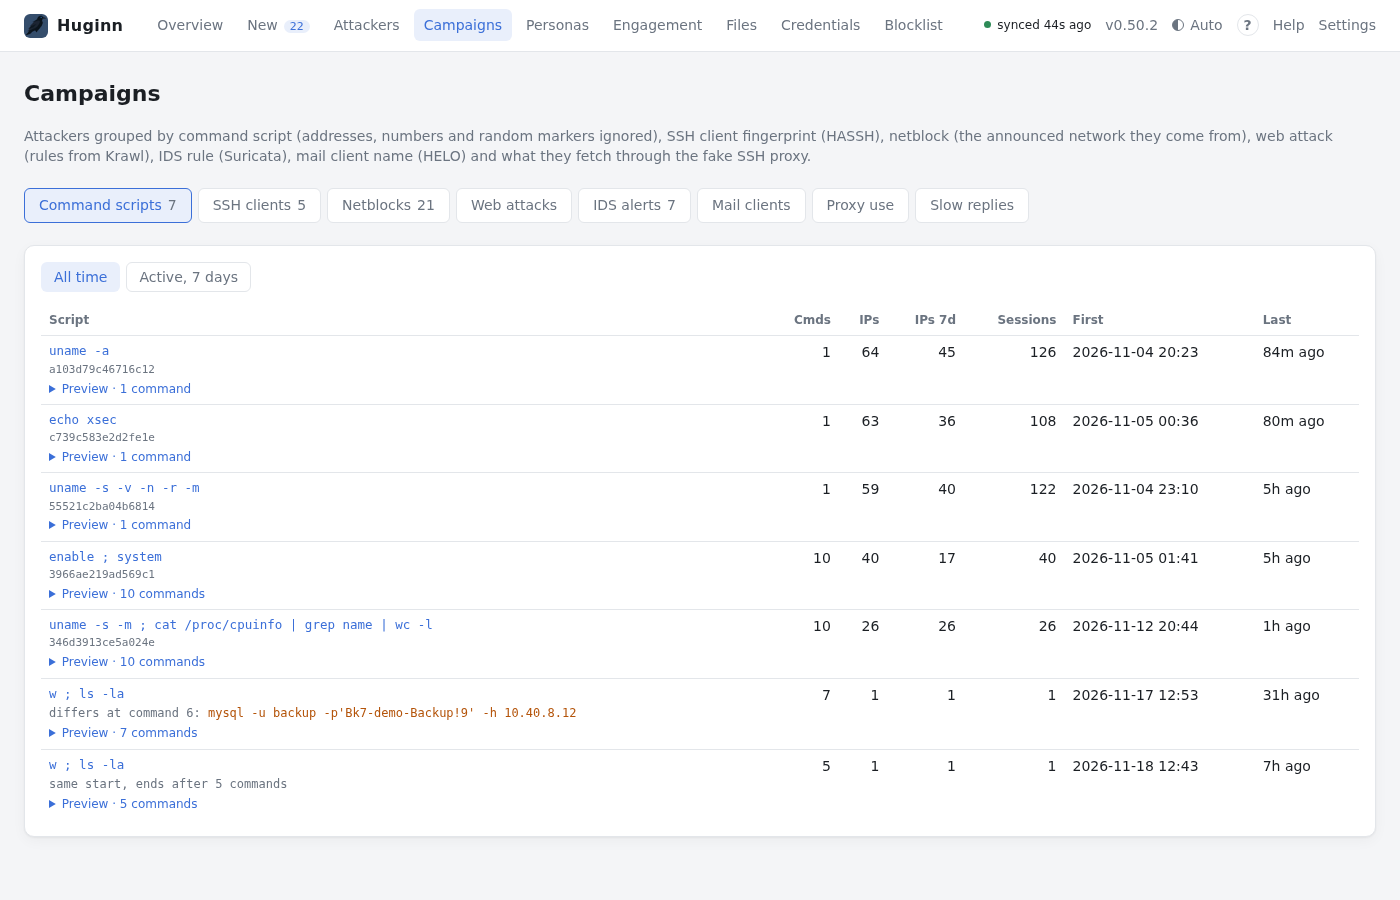 Huginn Overview New 22 Attackers Campaigns Personas Engagement Files Credentials Blocklist synced 44s ago v0.50.2 Auto ? Help Settings
Campaigns
Attackers grouped by command script (addresses, numbers and random markers ignored), SSH client fingerprint (HASSH), netblock (the announced network they come from), web attack
(rules from Krawl), IDS rule (Suricata), mail client name (HELO) and what they fetch through the fake SSH proxy.
Command scripts 7 SSH clients 5 Netblocks 21 Web attacks IDS alerts 7 Mail clients Proxy use Slow replies
All time Active, 7 days
Script Cmds IPs IPs 7d Sessions First Last
uname -a 1 64 45 126 2026-11-04 20:23 84m ago
a103d79c46716c12
Preview · 1 command
echo xsec 1 63 36 108 2026-11-05 00:36 80m ago
c739c583e2d2fe1e
Preview · 1 command
uname -s -v -n -r -m 1 59 40 122 2026-11-04 23:10 5h ago
55521c2ba04b6814
Preview · 1 command
enable ; system 10 40 17 40 2026-11-05 01:41 5h ago
3966ae219ad569c1
Preview · 10 commands
uname -s -m ; cat /proc/cpuinfo | grep name | wc -l 10 26 26 26 2026-11-12 20:44 1h ago
346d3913ce5a024e
Preview · 10 commands
w ; ls -la 7 1 1 1 2026-11-17 12:53 31h ago
differs at command 6: mysql -u backup -p'Bk7-demo-Backup!9' -h 10.40.8.12
Preview · 7 commands
w ; ls -la 5 1 1 1 2026-11-18 12:43 7h ago
same start, ends after 5 commands
Preview · 5 commands